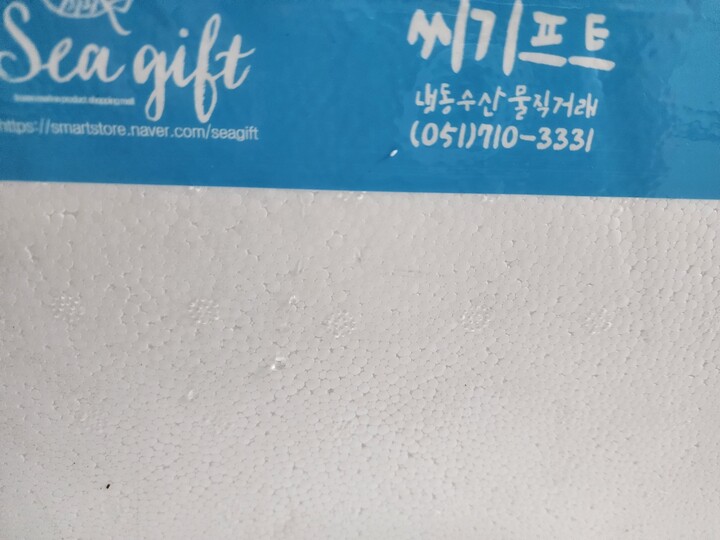 Sea gift
https://smartstore.naver.com/seagift
씨기프트
냉동수산물직거래
(051)710-3331